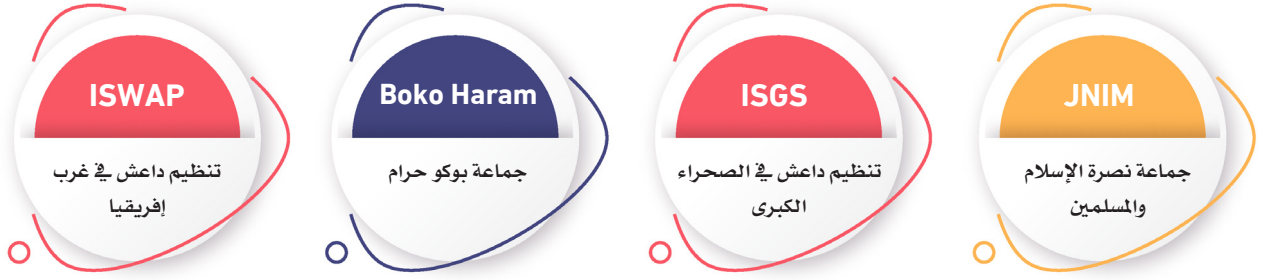 ISWAP
تنظيم داعش في غرب
إفريقيا
Boko Haram
جماعة بوكو حرام
ISGS
تنظيم داعش في الصحراء
الكبرى
JNIM
جماعة نصرة الإسلام
والمسلمين